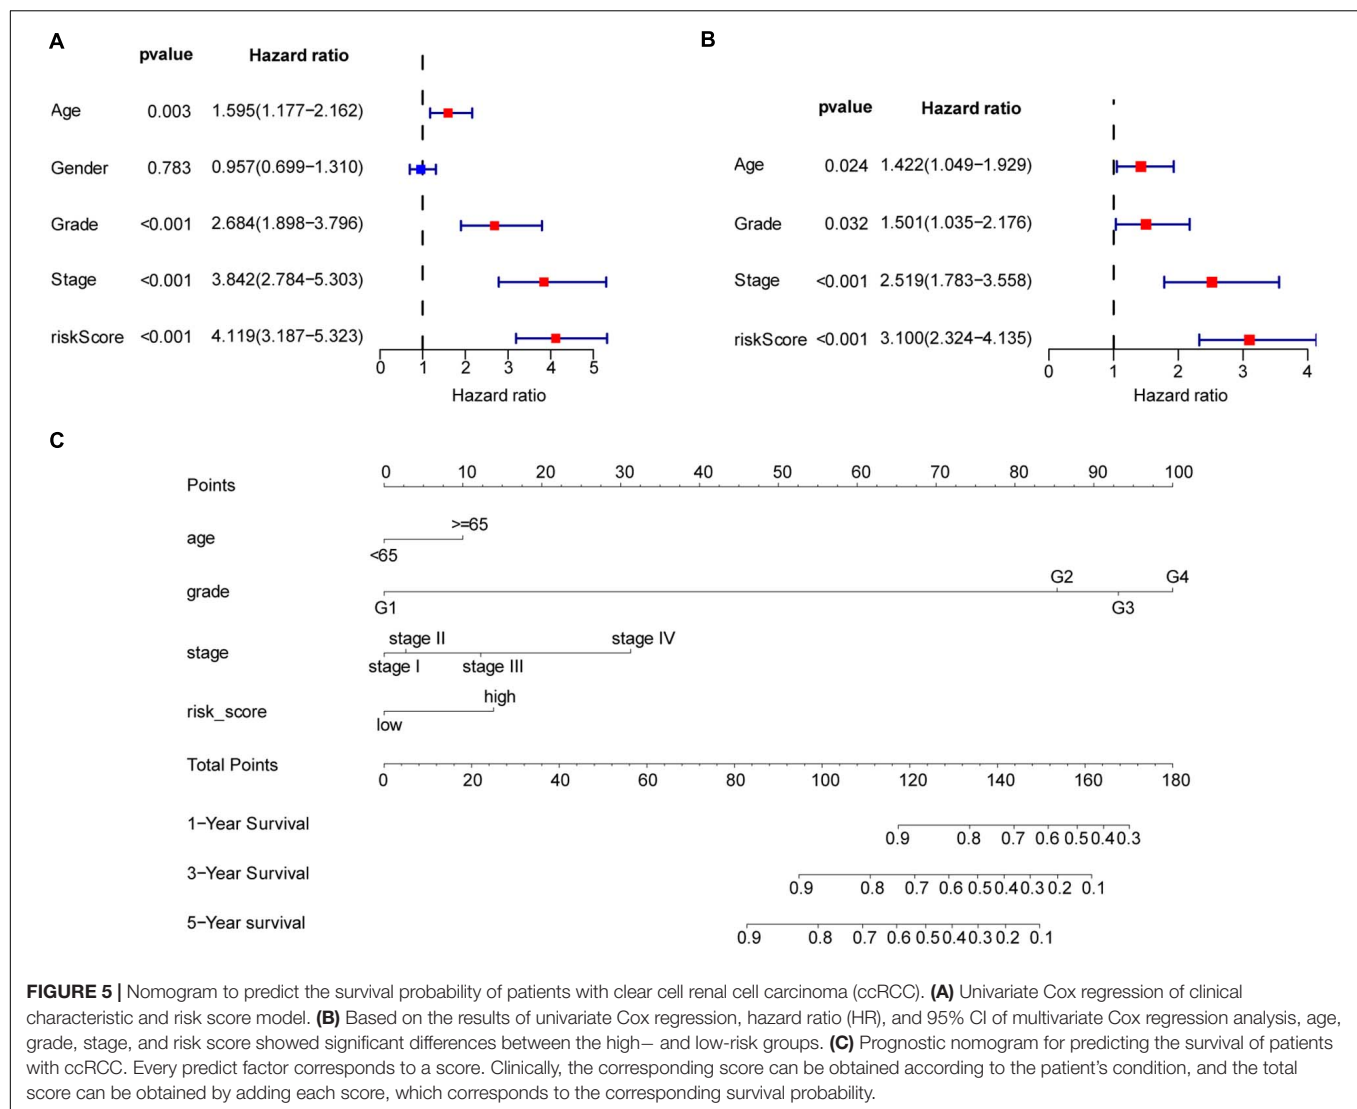 A
pvalue Hazard ratio
Age 0.003 1.595(1.177−2.162)
Gender 0.783 0.957(0.699−1.310)
Grade <0.001 2.684(1.898−3.796)
Stage <0.001 3.842(2.784−5.303)
riskScore <0.001 4.119(3.187−5.323)
0 1 2 3 4 5
Hazard ratio
B
pvalue Hazard ratio
Age 0.024 1.422(1.049−1.929)
Grade 0.032 1.501(1.035−2.176)
Stage <0.001 2.519(1.783−3.558)
riskScore <0.001 3.100(2.324−4.135)
0 1 2 3 4
Hazard ratio
C
Points 0 10 20 30 40 50 60 70 80 90 100
>=65
age
<65
G2 G4
grade
G1 G3
stage II stage IV
stage
stage I stage III
high
risk_score
low
Total Points
0 20 40 60 80 100 120 140 160 180
1−Year Survival
0.9 0.8 0.7 0.6 0.5 0.4 0.3
3−Year Survival
0.9 0.8 0.7 0.6 0.5 0.4 0.3 0.2 0.1
5−Year survival
0.9 0.8 0.7 0.6 0.5 0.4 0.3 0.2 0.1
FIGURE 5 | Nomogram to predict the survival probability of patients with clear cell renal cell carcinoma (ccRCC). (A) Univariate Cox regression of clinical
characteristic and risk score model. (B) Based on the results of univariate Cox regression, hazard ratio (HR), and 95% CI of multivariate Cox regression analysis, age,
grade, stage, and risk score showed significant differences between the high− and low-risk groups. (C) Prognostic nomogram for predicting the survival of patients
with ccRCC. Every predict factor corresponds to a score. Clinically, the corresponding score can be obtained according to the patient's condition, and the total
score can be obtained by adding each score, which corresponds to the corresponding survival probability.